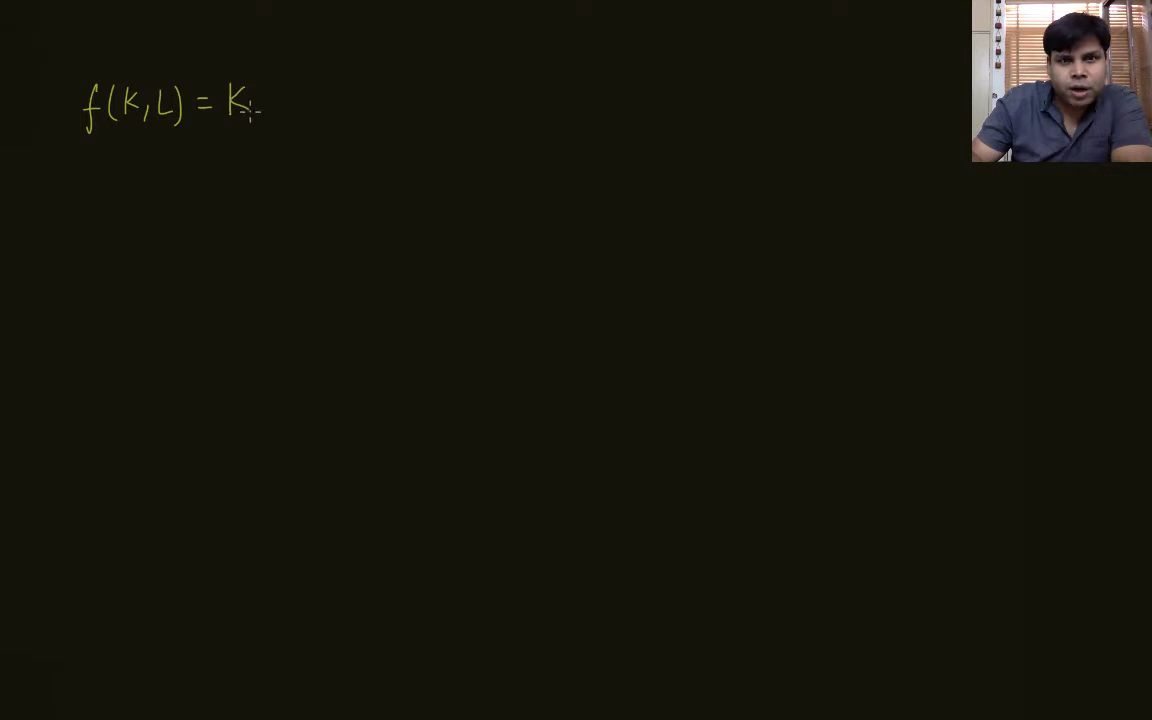 f(K,L) = K